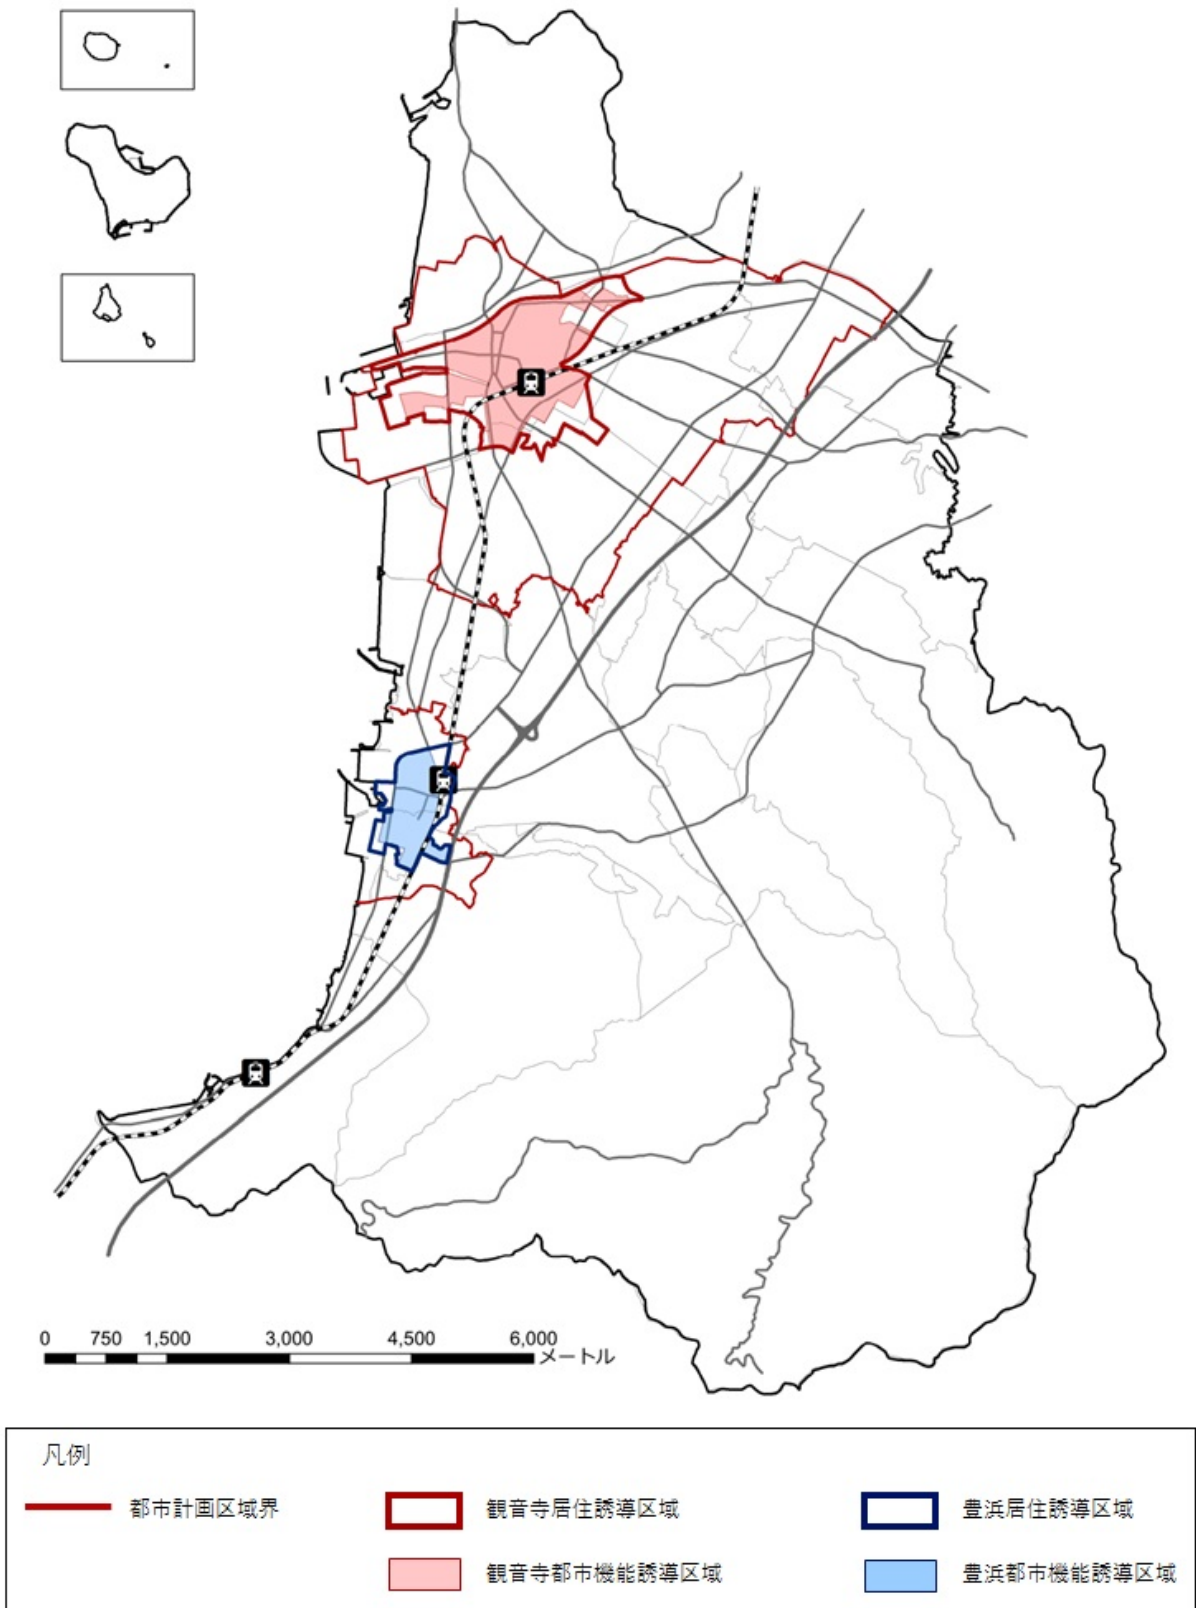 0 750 1,500 3,000 4,500 6,000
メートル
凡例
都市計画区域界 観音寺居住誘導区域 豊浜居住誘導区域
観音寺都市機能誘導区域 豊浜都市機能誘導区域